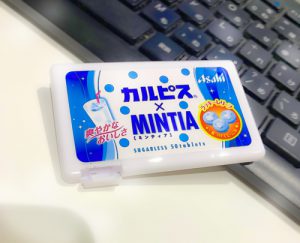 Asahi
カルピス
×
MINTIA
[ミンティア]
爽やかな
おいしさ
SUGARLESS 50tablets